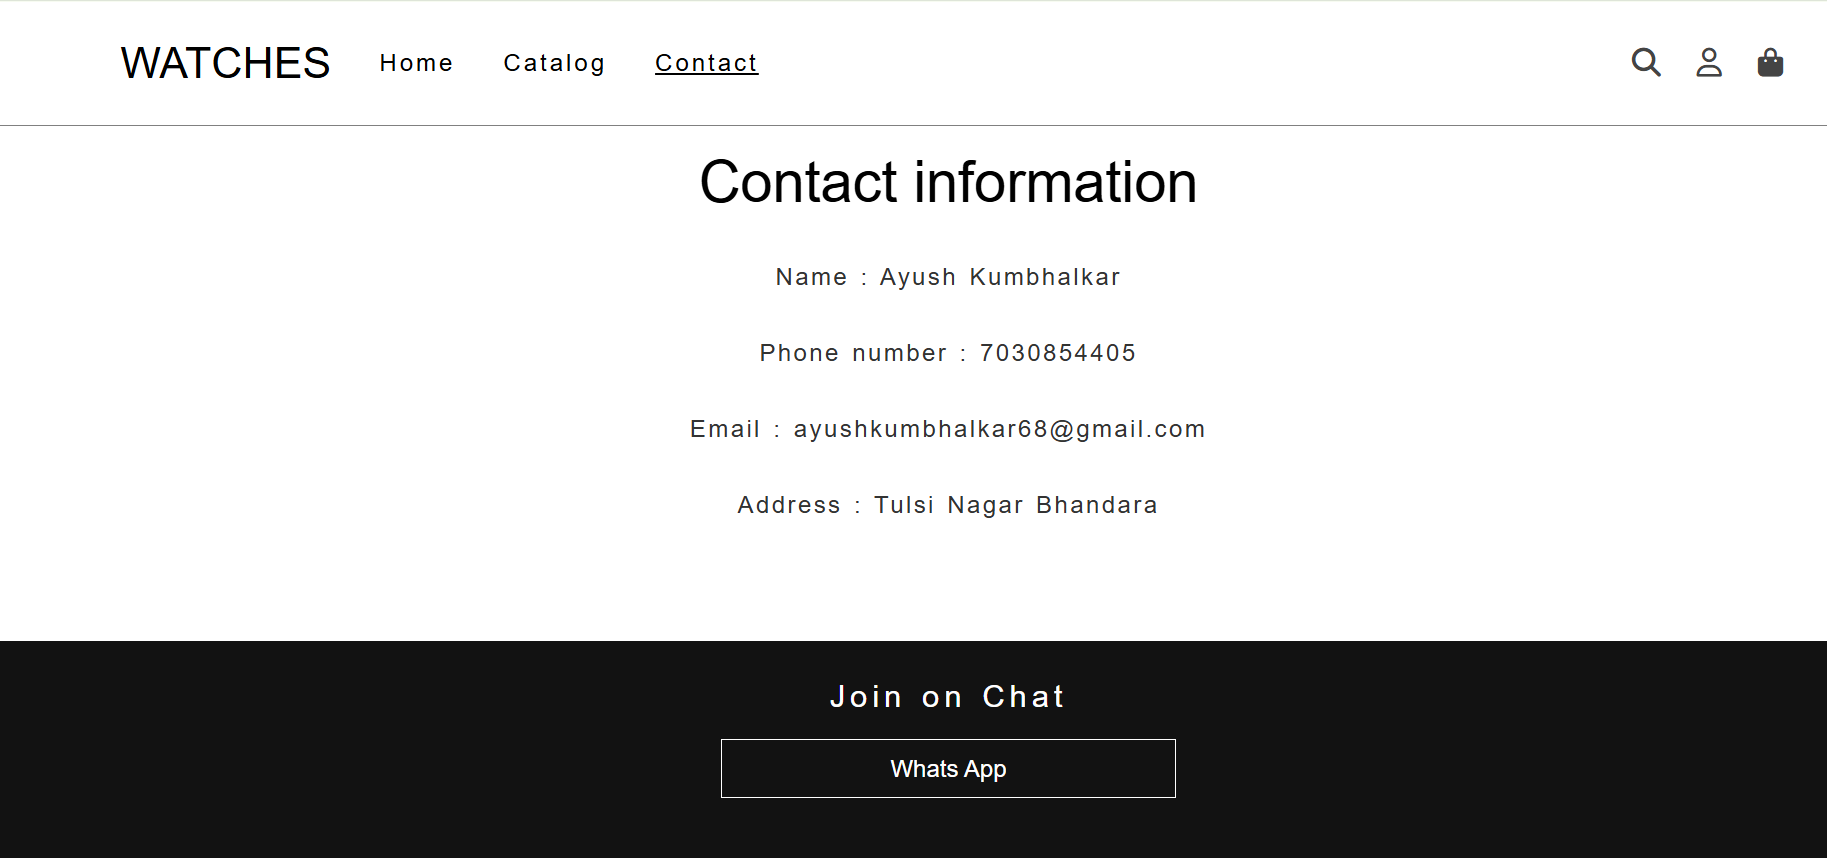 WATCHES Home Catalog Contact
Contact information
Name : Ayush Kumbhalkar
Phone number : 7030854405
Email : ayushkumbhalkar68@gmail.com
Address : Tulsi Nagar Bhandara
Join on Chat
Whats App